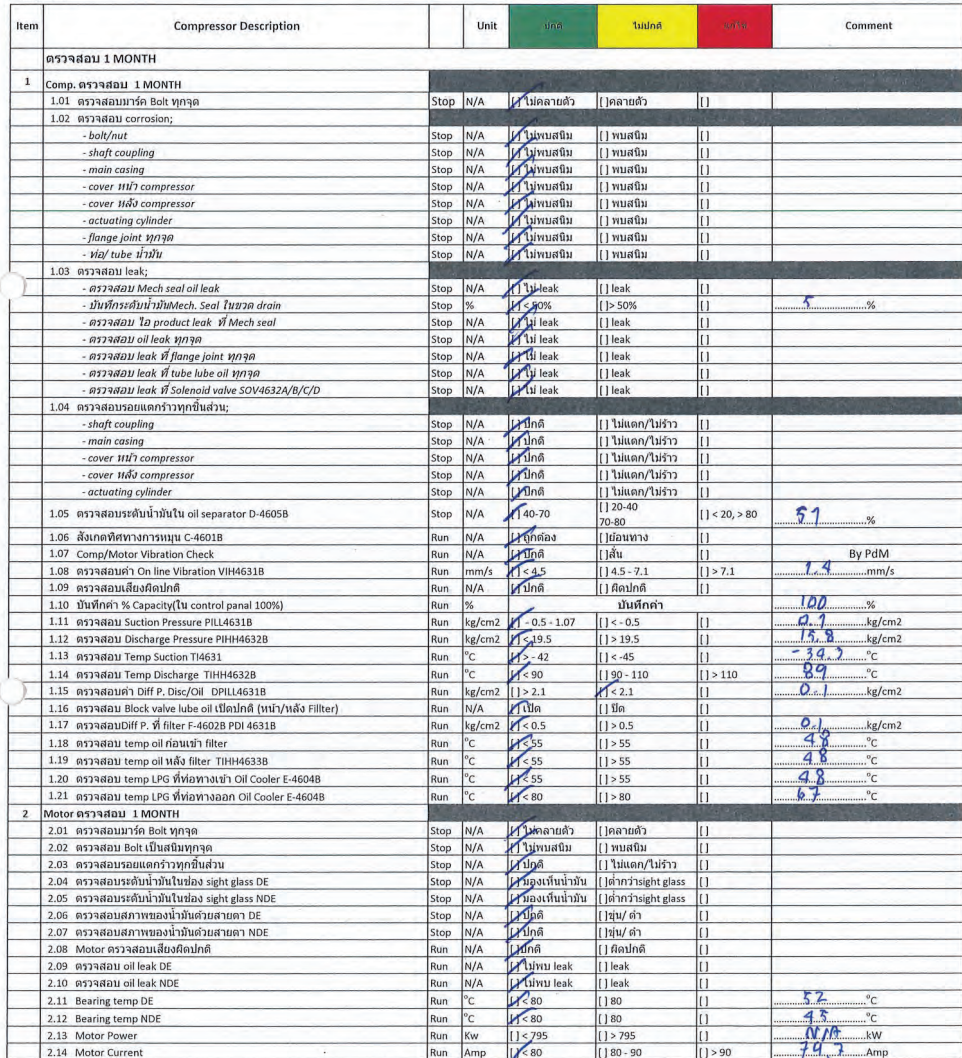 Item Compressor Description Unit ปกติ ไม่ปกติ Comment
ตรวจสอบ 1 MONTH
1 Comp. ตรวจสอบ 1 MONTH
1.01 ตรวจสอบมาร์ค Bolt ทุกจุด Stop N/A [ ] ไม่คลายตัว [ ]คลายตัว [ ]
1.02 ตรวจสอบ corrosion;
- bolt/nut Stop N/A [ ] ไม่พบสนิม [ ] พบสนิม [ ]
- shaft coupling Stop N/A [ ] ไม่พบสนิม [ ] พบสนิม [ ]
- main casing Stop N/A [ ] ไม่พบสนิม [ ] พบสนิม [ ]
- cover หน้า compressor Stop N/A [ ] ไม่พบสนิม [ ] พบสนิม [ ]
- cover หลัง compressor Stop N/A [ ] ไม่พบสนิม [ ] พบสนิม [ ]
- actuating cylinder Stop N/A [ ] ไม่พบสนิม [ ] พบสนิม [ ]
- flange joint ทุกจุด Stop N/A [ ] ไม่พบสนิม [ ] พบสนิม [ ]
- ท่อ/ tube น้ำมัน Stop N/A [ ] ไม่พบสนิม [ ] พบสนิม [ ]
1.03 ตรวจสอบ leak;
- ตรวจสอบ Mech seal oil leak Stop N/A [ ] ไม่ leak [ ] leak [ ]
- บันทึกระดับน้ำมันMech. Seal ในขวด drain Stop % [ ] < 50% [ ]> 50% [ ] 5 %
- ตรวจสอบ ไอ product leak ที่ Mech seal Stop N/A [ ] ไม่ leak [ ] leak [ ]
- ตรวจสอบ oil leak ทุกจุด Stop N/A [ ] ไม่ leak [ ] leak [ ]
- ตรวจสอบ leak ที่ flange joint ทุกจุด Stop N/A [ ] ไม่ leak [ ] leak [ ]
- ตรวจสอบ leak ที่ tube lube oil ทุกจุด Stop N/A [ ] ไม่ leak [ ] leak [ ]
- ตรวจสอบ leak ที่ Solenoid valve SOV4632A/B/C/D Stop N/A [ ] ไม่ leak [ ] leak [ ]
1.04 ตรวจสอบรอยแตกร้าวทุกชิ้นส่วน;
- shaft coupling Stop N/A [ ] ปกติ [ ] ไม่แตก/ไม่ร้าว [ ]
- main casing Stop N/A [ ] ปกติ [ ] ไม่แตก/ไม่ร้าว [ ]
- cover หน้า compressor Stop N/A [ ] ปกติ [ ] ไม่แตก/ไม่ร้าว [ ]
- cover หลัง compressor Stop N/A [ ] ปกติ [ ] ไม่แตก/ไม่ร้าว [ ]
- actuating cylinder Stop N/A [ ] ปกติ [ ] ไม่แตก/ไม่ร้าว [ ]
1.05 ตรวจสอบระดับน้ำมันใน oil separator D-4605B Stop N/A [ ] 40-70 [ ] 20-40 70-80 [ ] < 20, > 80 51 %
1.06 สังเกตทิศทางการหมุน C-4601B Run N/A [ ] ถูกต้อง [ ]ย้อนทาง [ ]
1.07 Comp/Motor Vibration Check Run N/A [ ] ปกติ [ ]สั่น [ ] By PdM
1.08 ตรวจสอบค่า On line Vibration VIH4631B Run mm/s [ ] < 4.5 [ ] 4.5 - 7.1 [ ] > 7.1 1.4 mm/s
1.09 ตรวจสอบเสียงผิดปกติ Run N/A [ ] ปกติ [ ] ผิดปกติ [ ]
1.10 บันทึกค่า % Capacity(ใน control panal 100%) Run % บันทึกค่า 100 %
1.11 ตรวจสอบ Suction Pressure PILL4631B Run kg/cm2 [ ] - 0.5 - 1.07 [ ] < - 0.5 [ ] 0.1 kg/cm2
1.12 ตรวจสอบ Discharge Pressure PIHH4632B Run kg/cm2 [ ] < 19.5 [ ] > 19.5 [ ] 15.8 kg/cm2
1.13 ตรวจสอบ Temp Suction TI4631 Run °C [ ] > - 42 [ ] < -45 [ ] -34.3 °C
1.14 ตรวจสอบ Temp Discharge TIHH4632B Run °C [ ] < 90 [ ] 90 - 110 [ ] > 110 89 °C
1.15 ตรวจสอบค่า Diff P. Disc/Oil DPILL4631B Run kg/cm2 [ ] > 2.1 [ ] < 2.1 [ ] 0.1 kg/cm2
1.16 ตรวจสอบ Block valve lube oil เปิดปกติ (หน้า/หลัง Fillter) Run N/A [ ] เปิด [ ] ปิด [ ]
1.17 ตรวจสอบDiff P. ที่ filter F-4602B PDI 4631B Run kg/cm2 [ ] < 0.5 [ ] > 0.5 [ ] 0.1 kg/cm2
1.18 ตรวจสอบ temp oil ก่อนเข้า filter Run °C [ ] < 55 [ ] > 55 [ ] 48 °C
1.19 ตรวจสอบ temp oil หลัง filter TIHH4633B Run °C [ ] < 55 [ ] > 55 [ ] 48 °C
1.20 ตรวจสอบ temp LPG ที่ท่อทางเข้า Oil Cooler E-4604B Run °C [ ] < 55 [ ] > 55 [ ] 48 °C
1.21 ตรวจสอบ temp LPG ที่ท่อทางออก Oil Cooler E-4604B Run °C [ ] < 80 [ ] > 80 [ ] 67 °C
2 Motor ตรวจสอบ 1 MONTH
2.01 ตรวจสอบมาร์ค Bolt ทุกจุด Stop N/A [ ] ไม่คลายตัว [ ]คลายตัว [ ]
2.02 ตรวจสอบ Bolt เป็นสนิมทุกจุด Stop N/A [ ] ไม่พบสนิม [ ] พบสนิม [ ]
2.03 ตรวจสอบรอยแตกร้าวทุกชิ้นส่วน Stop N/A [ ] ปกติ [ ] ไม่แตก/ไม่ร้าว [ ]
2.04 ตรวจสอบระดับน้ำมันในช่อง sight glass DE Stop N/A [ ] มองเห็นน้ำมัน [ ]ต่ำกว่าsight glass [ ]
2.05 ตรวจสอบระดับน้ำมันในช่อง sight glass NDE Stop N/A [ ] มองเห็นน้ำมัน [ ]ต่ำกว่าsight glass [ ]
2.06 ตรวจสอบสภาพของน้ำมันด้วยสายตา DE Stop N/A [ ] ปกติ [ ]ขุ่น/ ดำ [ ]
2.07 ตรวจสอบสภาพของน้ำมันด้วยสายตา NDE Stop N/A [ ] ปกติ [ ]ขุ่น/ ดำ [ ]
2.08 Motor ตรวจสอบเสียงผิดปกติ Run N/A [ ]ปกติ [ ] ผิดปกติ [ ]
2.09 ตรวจสอบ oil leak DE Run N/A [ ] ไม่พบ leak [ ] leak [ ]
2.10 ตรวจสอบ oil leak NDE Run N/A [ ] ไม่พบ leak [ ] leak [ ]
2.11 Bearing temp DE Run °C [ ] < 80 [ ] 80 [ ] 52 °C
2.12 Bearing temp NDE Run °C [ ] < 80 [ ] 80 [ ] 45 °C
2.13 Motor Power Run Kw [ ] < 795 [ ] > 795 [ ] N/A kW
2.14 Motor Current Run Amp [ ] < 80 [ ] 80 - 90 [ ] > 90 Amp